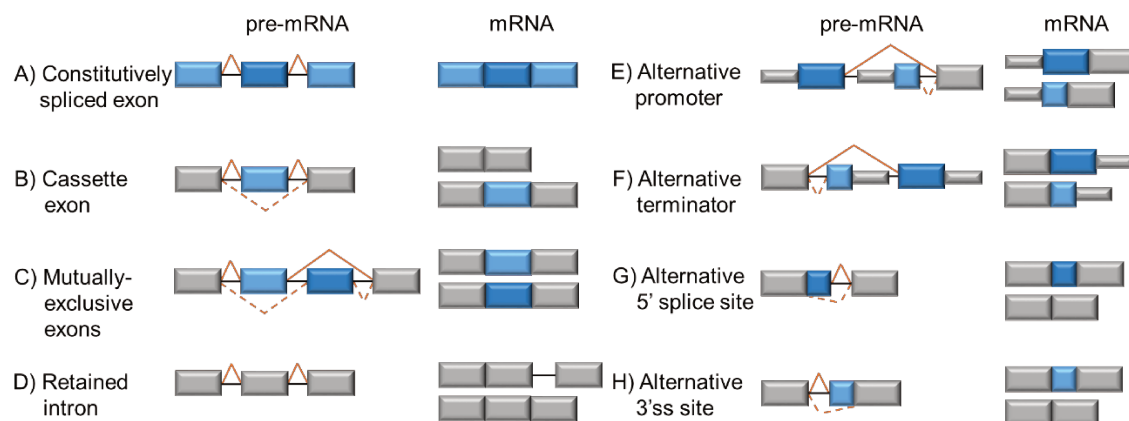 pre-mRNA mRNA
A) Constitutively
spliced exon
B) Cassette
exon
C) Mutually-
exclusive
exons
D) Retained
intron
pre-mRNA mRNA
E) Alternative
promoter
F) Alternative
terminator
G) Alternative
5' splice site
H) Alternative
3'ss site